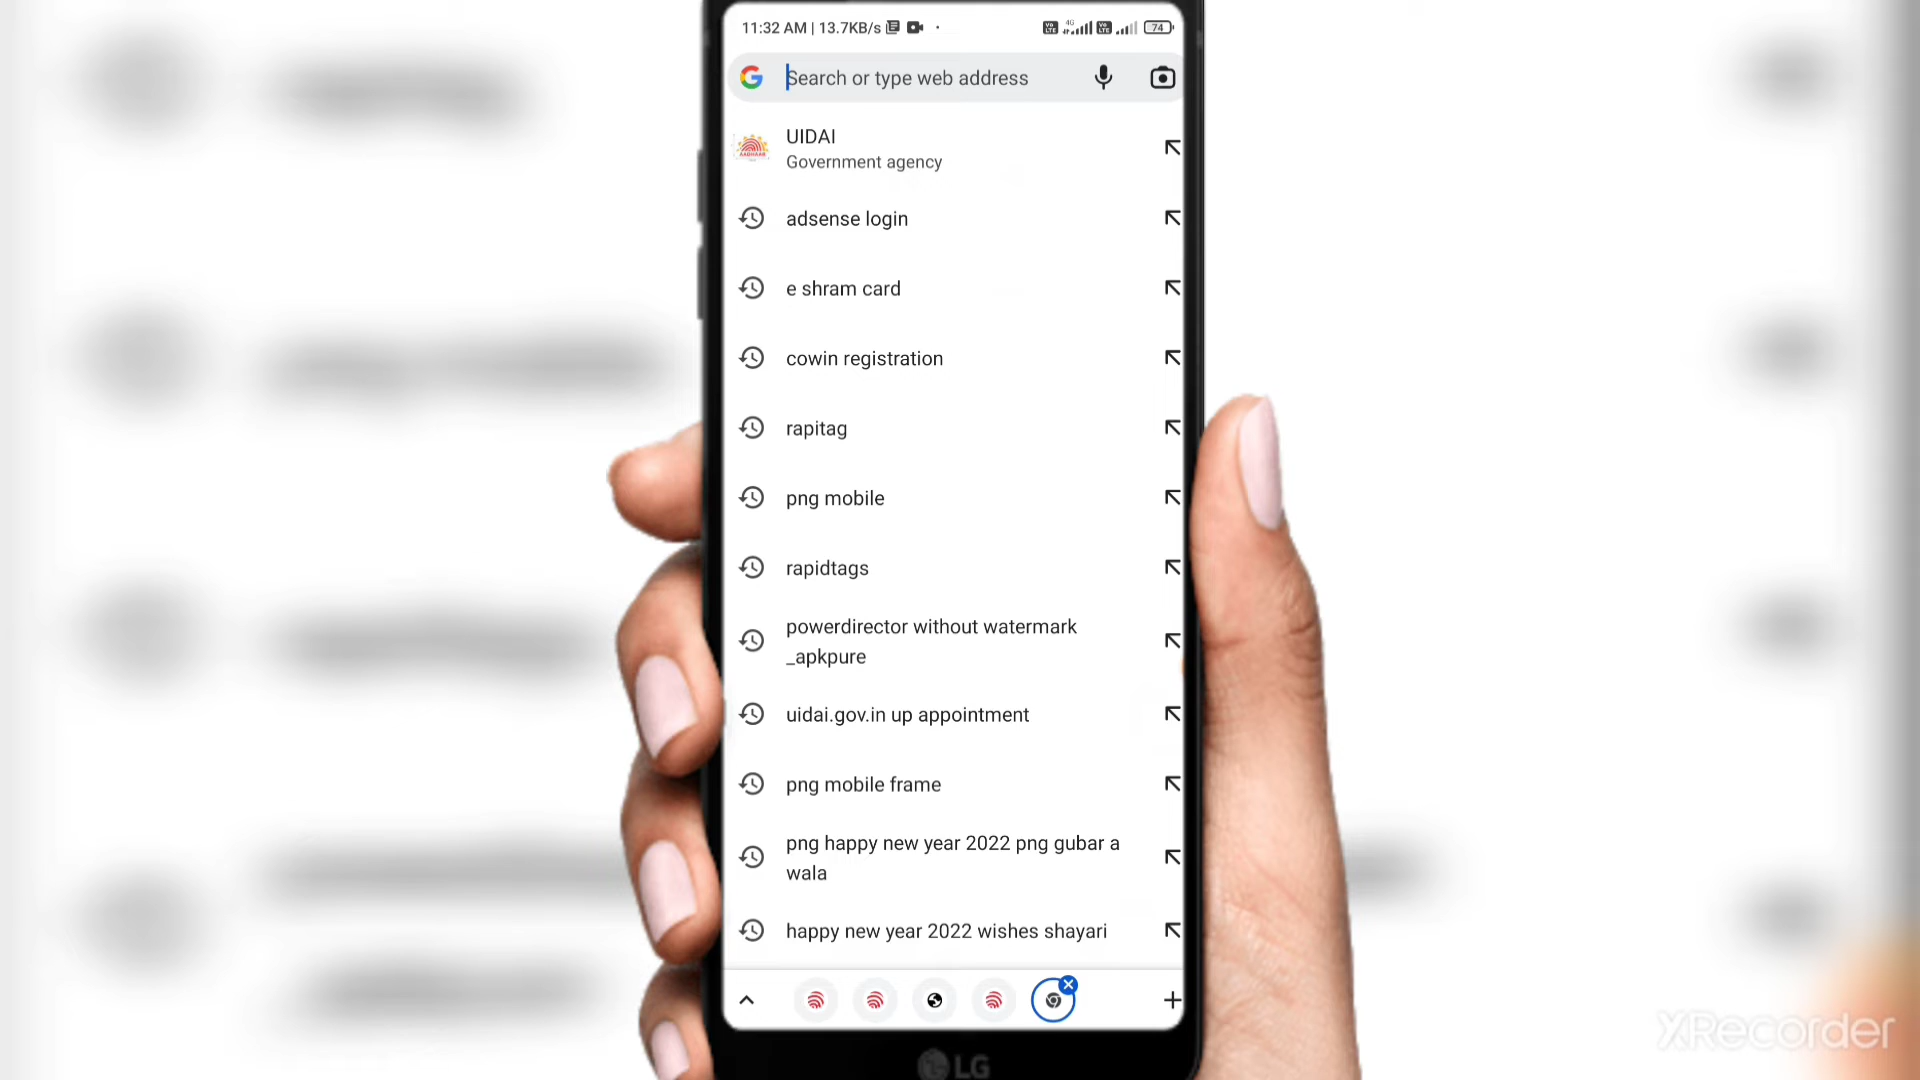 11:32 AM | 13.7KB/s
4G
74
Search or type web address
UIDAI
Government agency
adsense login
e shram card
cowin registration
rapitag
png mobile
rapidtags
powerdirector without watermark
_apkpure
uidai.gov.in up appointment
png mobile frame
png happy new year 2022 png gubar a
wala
happy new year 2022 wishes shayari
LG
XRecorder